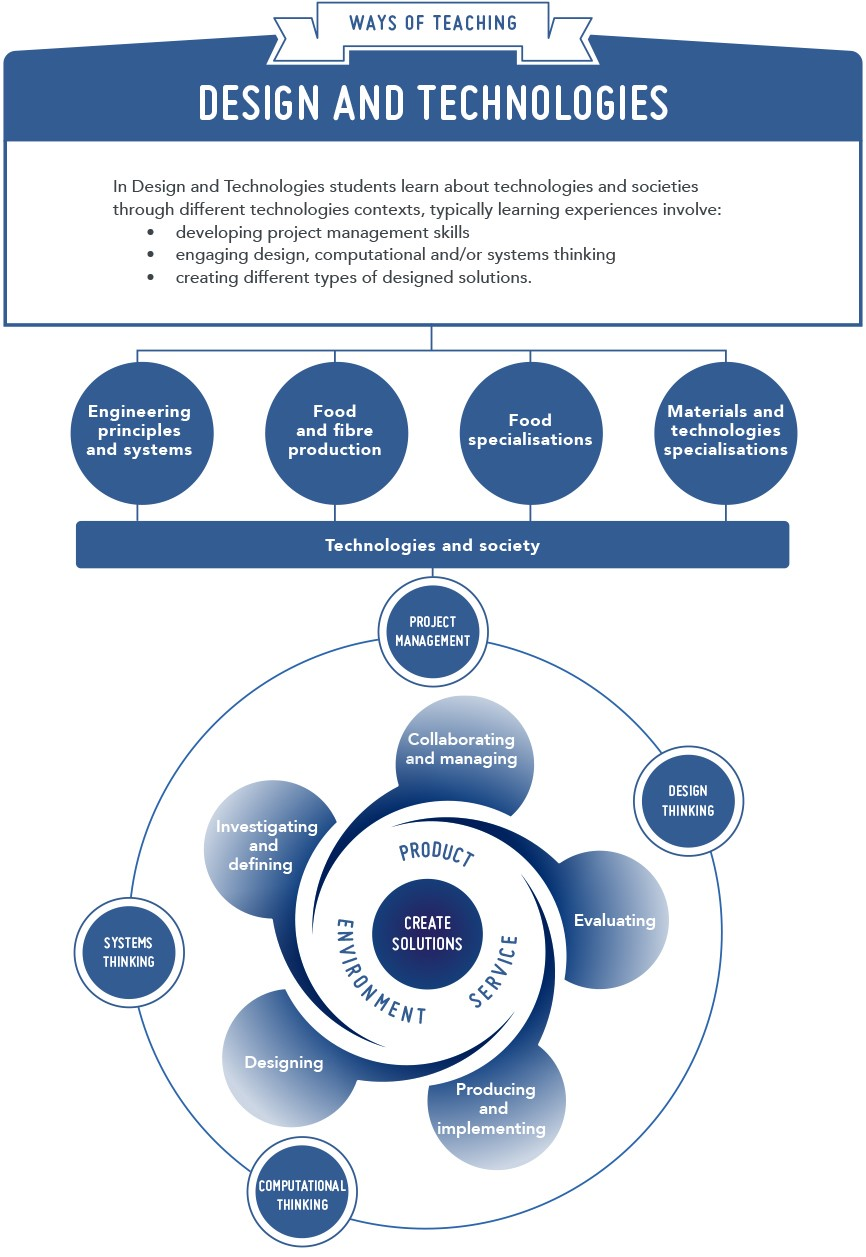 WAYS OF TEACHING
DESIGN AND TECHNOLOGIES
In Design and Technologies students learn about technologies and societies
through different technologies contexts, typically learning experiences involve:
• developing project management skills
• engaging design, computational and/or systems thinking
• creating different types of designed solutions.
Engineering
principles
and systems
Food
and fibre
production
Food
specialisations
Materials and
technologies
specialisations
Technologies and society
PROJECT
MANAGEMENT
Collaborating
and managing
DESIGN
THINKING
Investigating
and
defining
PRODUCT
Evaluating
CREATE
SOLUTIONS
ENVIRONMENT
SERVICE
SYSTEMS
THINKING
Designing
Producing
and
implementing
COMPUTATIONAL
THINKING